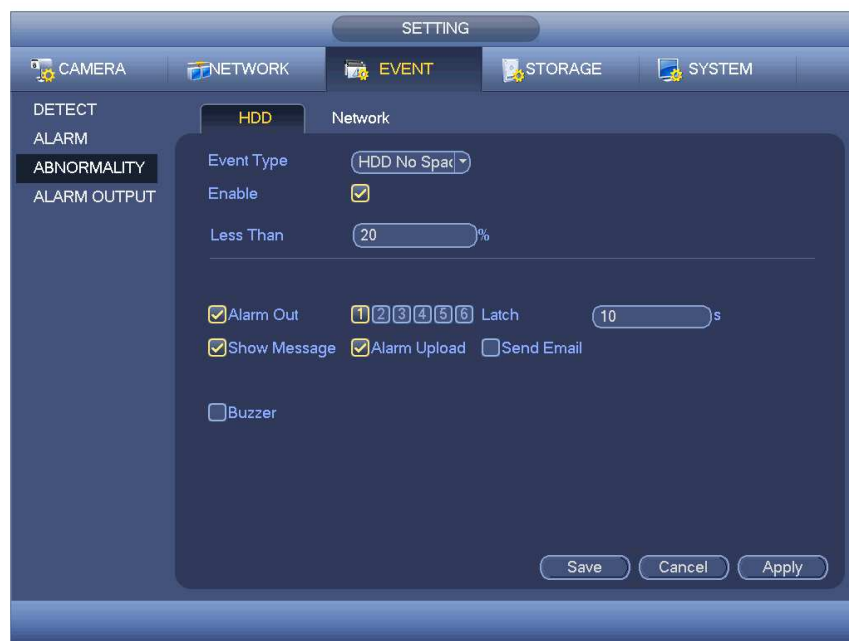 SETTING
CAMERA NETWORK EVENT STORAGE SYSTEM
DETECT
ALARM
ABNORMALITY
ALARM OUTPUT
HDD Network
Event Type HDD No Spac
Enable
Less Than 20 %
Alarm Out 1 2 3 4 5 6 Latch 10 s
Show Message Alarm Upload Send Email
Buzzer
Save Cancel Apply